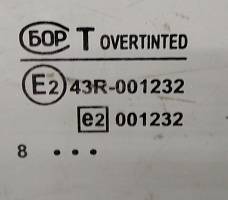 БОР T OVERTINTED
E2 43R-001232
e2 001232
8 • • •